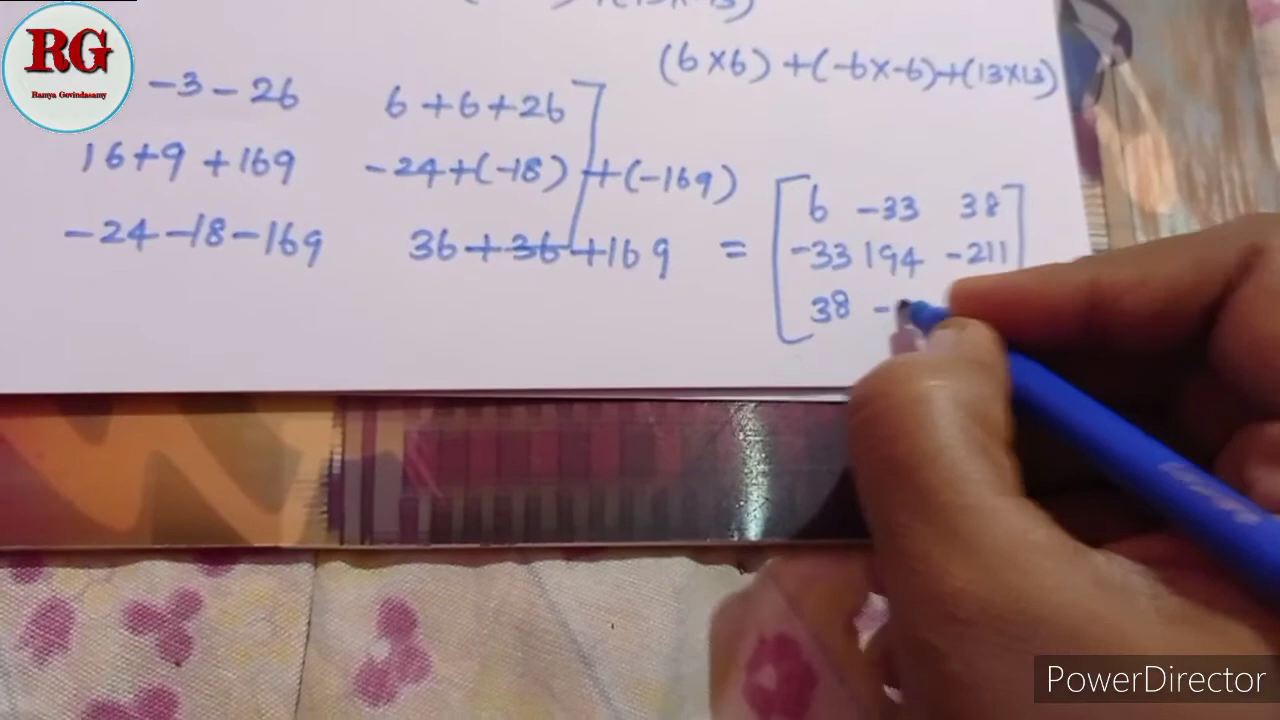 RG
Ramya Govindasamy
(6×6) +(-6×-6)+(13×13)
-3-26 6+6+26
16+9+169 -24+(-18)+(-169)
-24-18-169 36+36+169 =
6 -33 38
-33 194 -211
38 -
PowerDirector